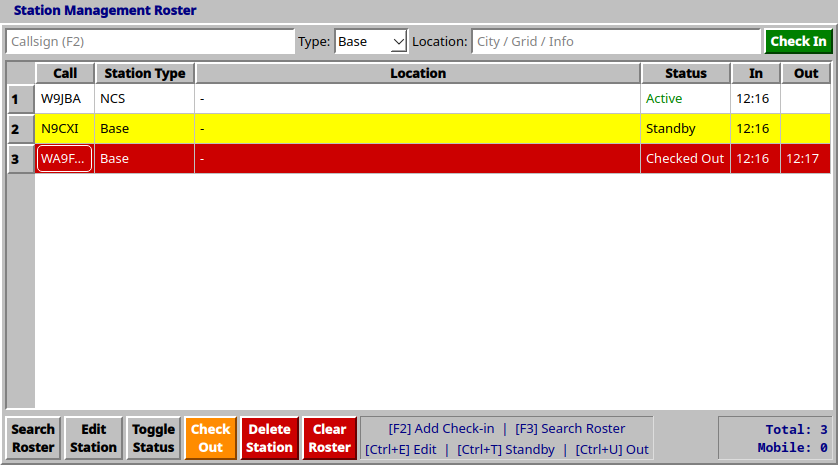 Station Management Roster
Callsign (F2) Type: Base Location: City / Grid / Info Check In
Call Station Type Location Status In Out
1 W9JBA NCS - Active 12:16
2 N9CXI Base - Standby 12:16
3 WA9F... Base - Checked Out 12:16 12:17
Search Roster Edit Station Toggle Status Check Out Delete Station Clear Roster
[F2] Add Check-in | [F3] Search Roster
[Ctrl+E] Edit | [Ctrl+T] Standby | [Ctrl+U] Out
Total: 3
Mobile: 0